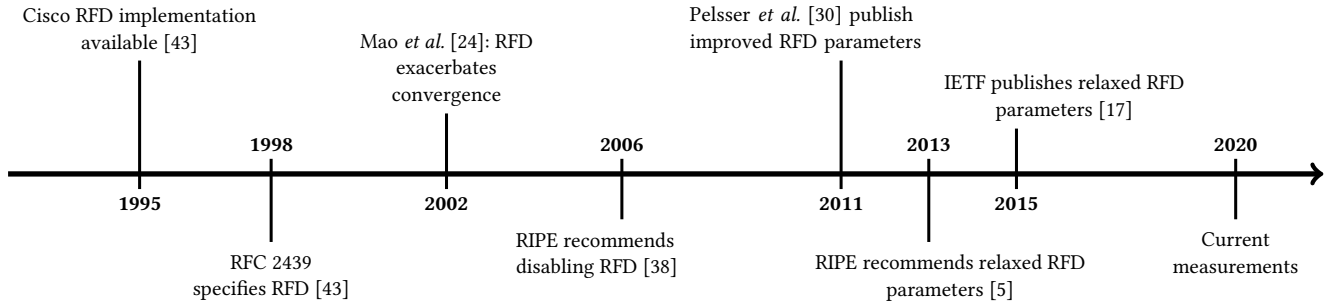 Cisco RFD implementation
available [43]
1995
1998
RFC 2439
specifies RFD [43]
Mao et al. [24]: RFD
exacerbates
convergence
2002
2006
RIPE recommends
disabling RFD [38]
Pelsser et al. [30] publish
improved RFD parameters
2011
2013
RIPE recommends relaxed RFD
parameters [5]
IETF publishes relaxed RFD
parameters [17]
2015
2020
Current
measurements